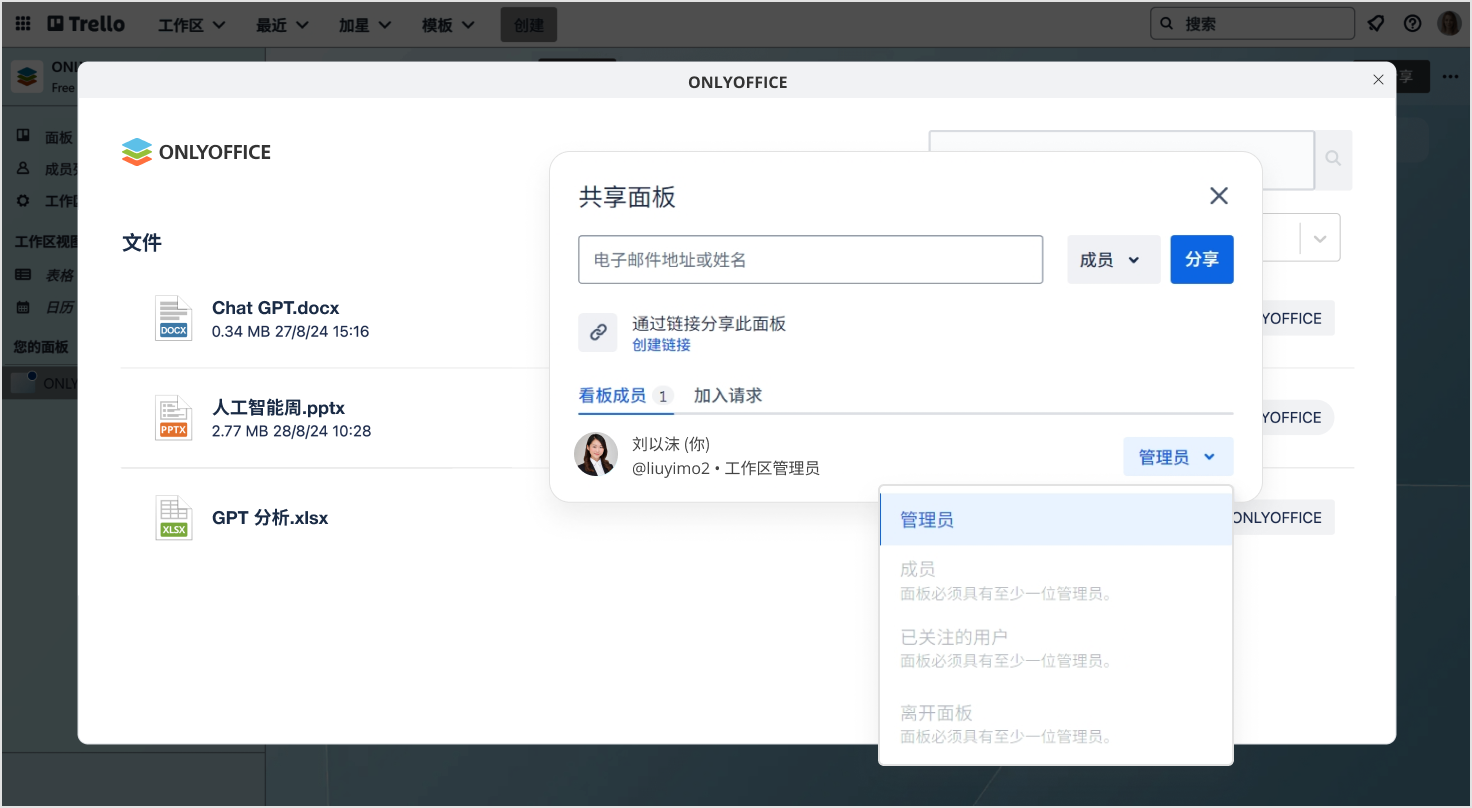 Trello
工作区
最近
加星
模板
创建
搜索
ONL
Free
享
面板
成员
工作区
工作区视图
表格
日历
您的面板
ONLY
ONLYOFFICE
ONLYOFFICE
文件
Chat GPT.docx
0.34 MB 27/8/24 15:16
DOCX
人工智能周.pptx
2.77 MB 28/8/24 10:28
PPTX
GPT 分析.xlsx
XLSX
YOFFICE
YOFFICE
ONLYOFFICE
共享面板
电子邮件地址或姓名
成员
分享
通过链接分享此面板
创建链接
看板成员 1
加入请求
刘以沫 (你)
@liuyimo2 • 工作区管理员
管理员
管理员
成员
面板必须具有至少一位管理员。
已关注的用户
面板必须具有至少一位管理员。
离开面板
面板必须具有至少一位管理员。